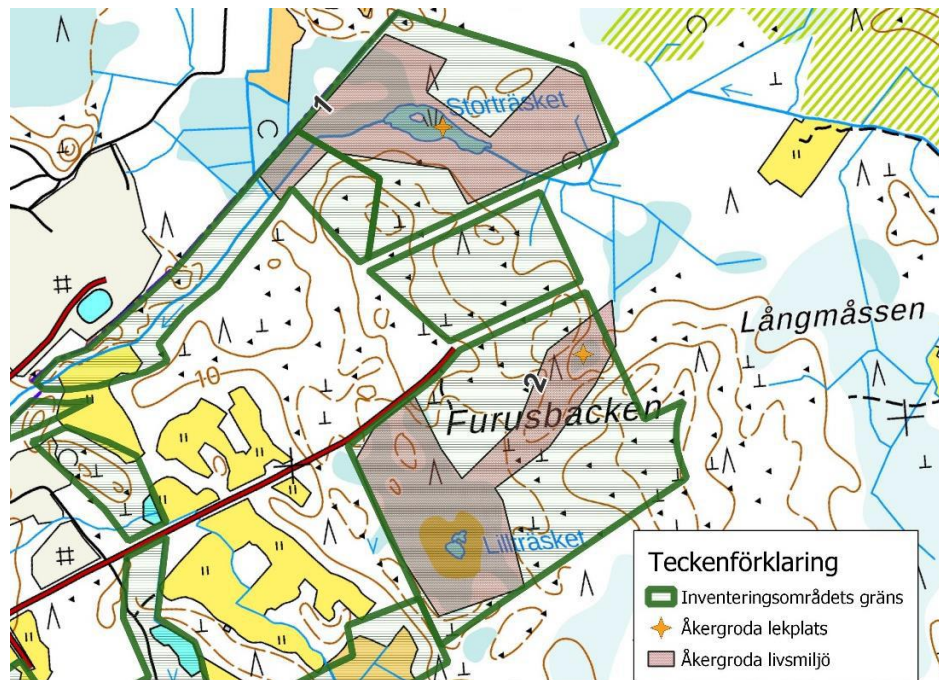 1
Storträsket
Långmåssen
10
2
Furusbacken
Lillträsket
Teckenförklaring
Inventeringsområdets gräns
Åkergroda lekplats
Åkergroda livsmiljö